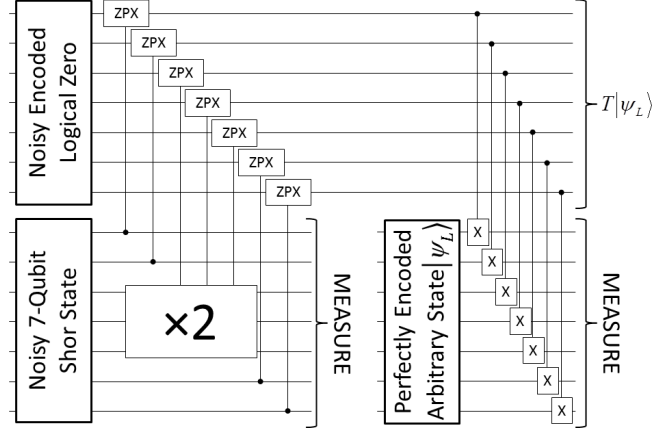 Noisy Encoded
Logical Zero
ZPX
ZPX
ZPX
ZPX
ZPX
ZPX
ZPX
T|ψ_L⟩
Noisy 7-Qubit
Shor State
×2
MEASURE
Perfectly Encoded
Arbitrary State|ψ_L⟩
X
X
X
X
X
X
X
MEASURE